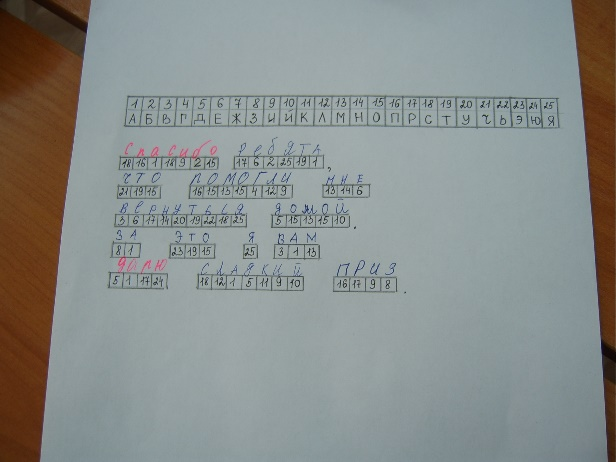 1 2 3 4 5 6 7 8 9 10 11 12 13 14 15 16 17 18 19 20 21 22 23 24 25
А Б В Г Д Е Ж З И Й К Л М Н О П Р С Т У Ч Ь Э Ю Я
Спасибо РЕБЯТА
18 16 1 18 9 2 15 17 6 2 25 19 1 ,
ЧТО ПОМОГЛИ МНЕ
21 19 15 16 15 13 15 4 12 9 13 14 6
ВЕРНУТЬСЯ ДОМОЙ
3 6 17 14 20 19 22 18 25 5 15 13 15 10 .
ЗА ЭТО Я ВАМ
8 1 23 19 15 25 3 1 13
ДАРЮ СЛАДКИЙ ПРИЗ
5 1 17 24 18 12 1 5 11 9 10 16 17 9 8 .